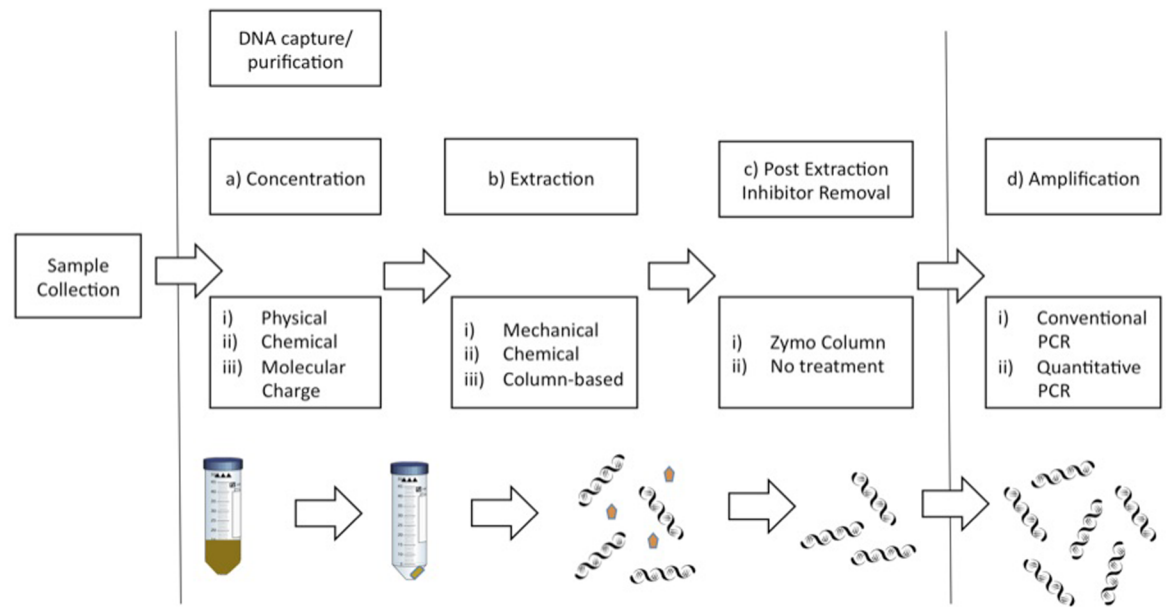 DNA capture/
purification
a) Concentration
b) Extraction
c) Post Extraction
Inhibitor Removal
d) Amplification
Sample
Collection
i) Physical
ii) Chemical
iii) Molecular
Charge
i) Mechanical
ii) Chemical
iii) Column-based
i) Zymo Column
ii) No treatment
i) Conventional
PCR
ii) Quantitative
PCR